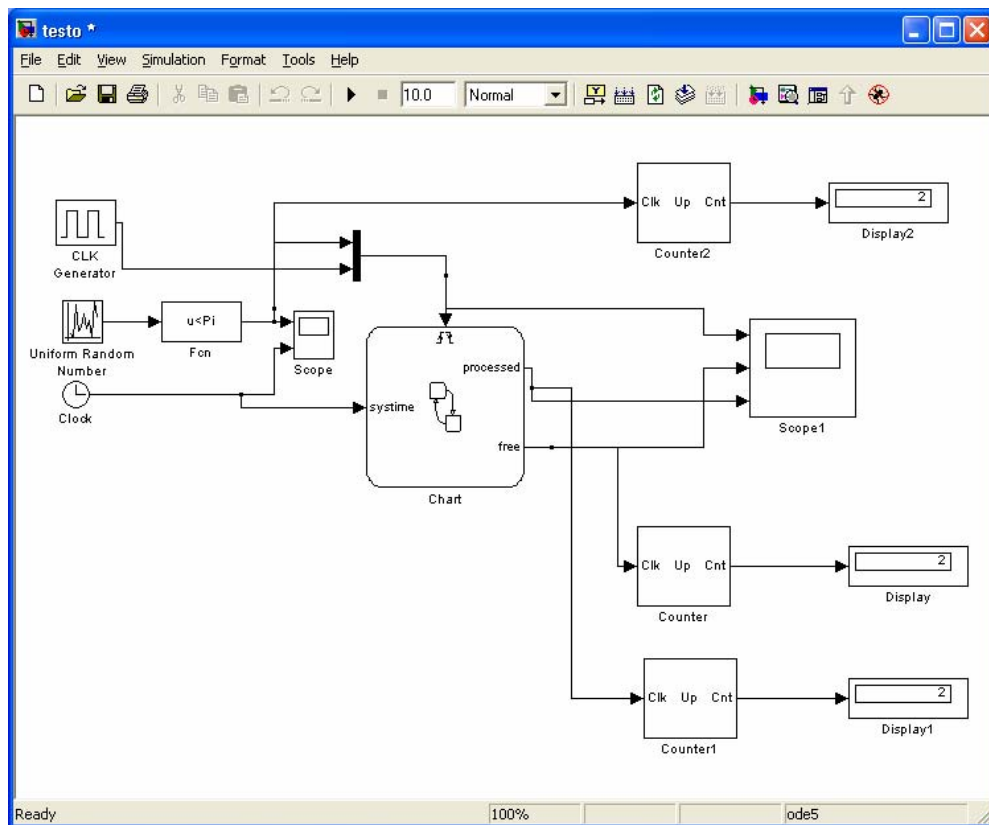 testo *
File Edit View Simulation Format Tools Help
10.0 Normal
Clk Up Cnt
Counter2
2
Display2
CLK
Generator
Uniform Random
Number
u<Pi
Fcn
Scope
Clock
processed
systime
free
Chart
Scope1
Clk Up Cnt
Counter
2
Display
Clk Up Cnt
Counter1
2
Display1
Ready 100% ode5